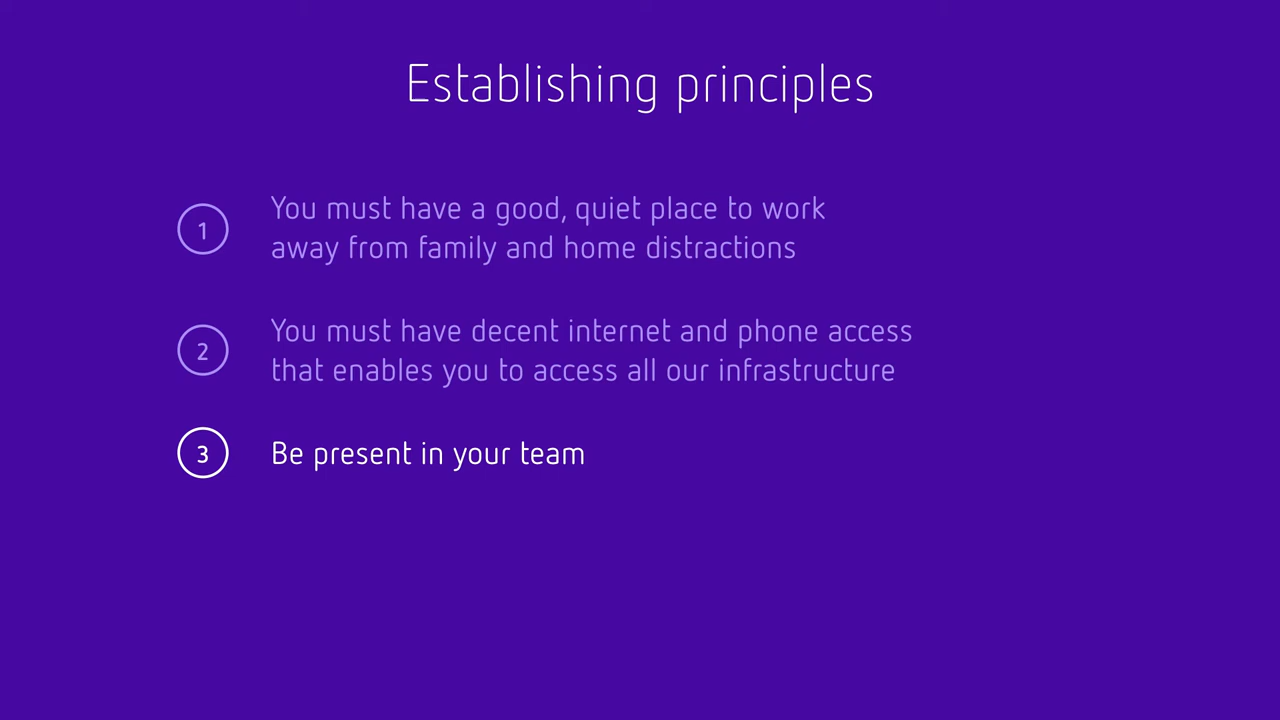 Establishing principles
1
You must have a good, quiet place to work
away from family and home distractions
2
You must have decent internet and phone access
that enables you to access all our infrastructure
3
Be present in your team